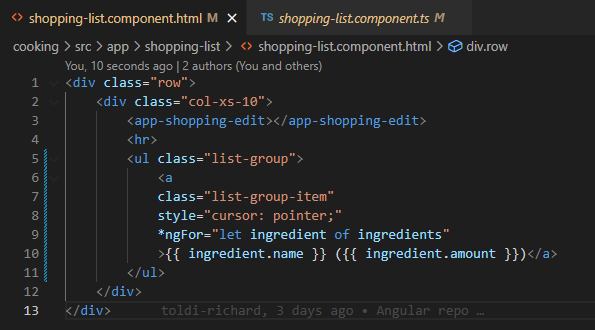 shopping-list.component.html M TS shopping-list.component.ts M
cooking > src > app > shopping-list > shopping-list.component.html > div.row
You, 10 seconds ago | 2 authors (You and others)
1 <div class="row">
2 <div class="col-xs-10">
3 <app-shopping-edit></app-shopping-edit>
4 <hr>
5 <ul class="list-group">
6 <a
7 class="list-group-item"
8 style="cursor: pointer;"
9 *ngFor="let ingredient of ingredients"
10 >{{ ingredient.name }} ({{ ingredient.amount }})</a>
11 </ul>
12 </div>
13 </div> toldi-richard, 3 days ago • Angular repo …